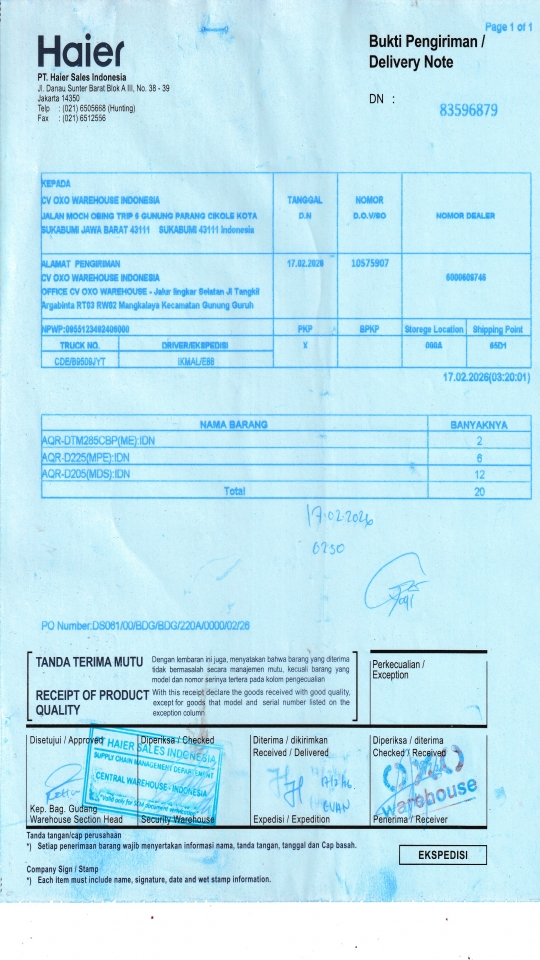 Page 1 of 1
Haier
Bukti Pengiriman /
Delivery Note
PT. Haier Sales Indonesia
Jl. Danau Sunter Barat Blok A III, No. 38 - 39
Jakarta 14350
Telp : (021) 6505668 (Hunting)
Fax : (021) 6512556
DN : 83596879
KEPADA
CV OXO WAREHOUSE INDONESIA
JALAN MOCH OBING TRIP 6 GUNUNG PARANG CIKOLE KOTA
SUKABUMI JAWA BARAT 43111 SUKABUMI 43111 Indonesia
TANGGAL
D.N
NOMOR
D.O.V/SO
NOMOR DEALER
ALAMAT PENGIRIMAN
CV OXO WAREHOUSE INDONESIA
OFFICE CV OXO WAREHOUSE - Jalur lingkar Selatan Jl Tangkil
Argabinta RT03 RW02 Mangkalaya Kecamatan Gunung Guruh
17.02.2026
10575907
6000609746
NPWP:0955123492406000
PKP
BPKP
Storege Location
Shipping Point
TRUCK NO.
DRIVER/EKSPEDISI
X
000A
65D1
CDE/B9509JYT
IKMAL/E88
17.02.2026(03:20:01)
NAMA BARANG
BANYAKNYA
AQR-DTM285CBP(ME):IDN 2
AQR-D225(MPE):IDN 6
AQR-D205(MDS):IDN 12
Total 20
17.02.2026
0230
PO Number:DS061/00/BDG/BDG/220A/0000/02/26
TANDA TERIMA MUTU
Dengan lembaran ini juga, menyatakan bahwa barang yang diterima
tidak bermasalah secara manajemen mutu, kecuali barang yang
model dan nomor serinya tertera pada kolom pengecualian
RECEIPT OF PRODUCT
QUALITY
With this receipt declare the goods received with good quality,
except for goods that model and serial number listed on the
exception column
Perkecualian /
Exception
Disetujui / Approved
Diperiksa / Checked
Diterima / dikirimkan
Received / Delivered
Diperiksa / diterima
Checked / Received
PT HAIER SALES INDONESIA
SUPPLY CHAIN MANAGEMENT DEPARTEMENT
CENTRAL WAREHOUSE - INDONESIA
OXO
warehouse
Kep. Bag. Gudang
Warehouse Section Head
Security Warehouse
Expedisi / Expedition
Penerima / Receiver
Tanda tangan/cap perusahaan
*) Setiap penerimaan barang wajib menyertakan informasi nama, tanda tangan, tanggal dan Cap basah.
EKSPEDISI
Company Sign / Stamp
*) Each item must include name, signature, date and wet stamp information.